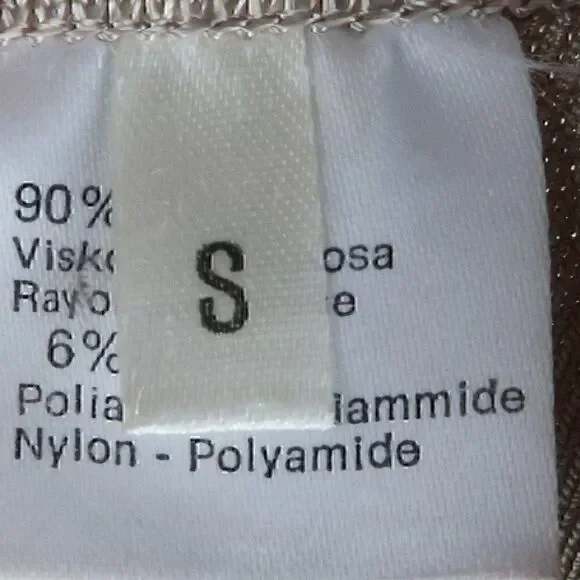 90%
S
Visk osa
Rayo e
6%
Polia iammide
Nylon - Polyamide